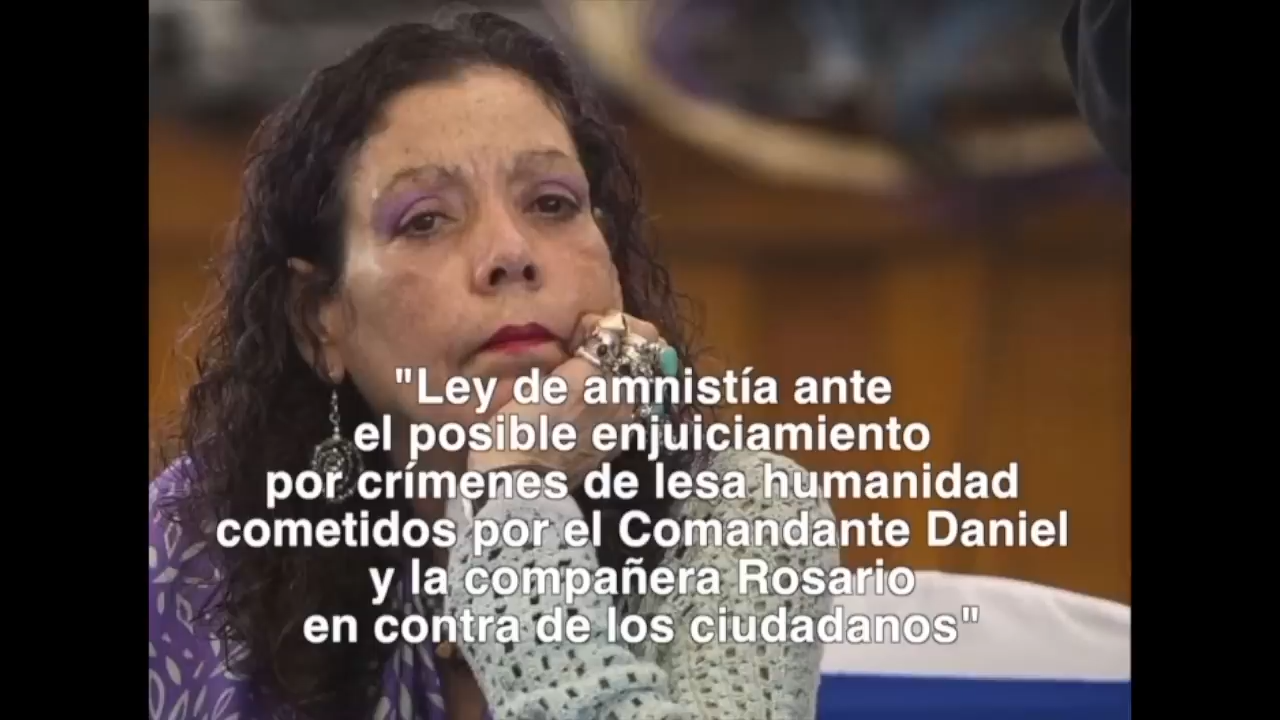 "Ley de amnistía ante
el posible enjuiciamiento
por crímenes de lesa humanidad
cometidos por el Comandante Daniel
y la compañera Rosario
en contra de los ciudadanos"